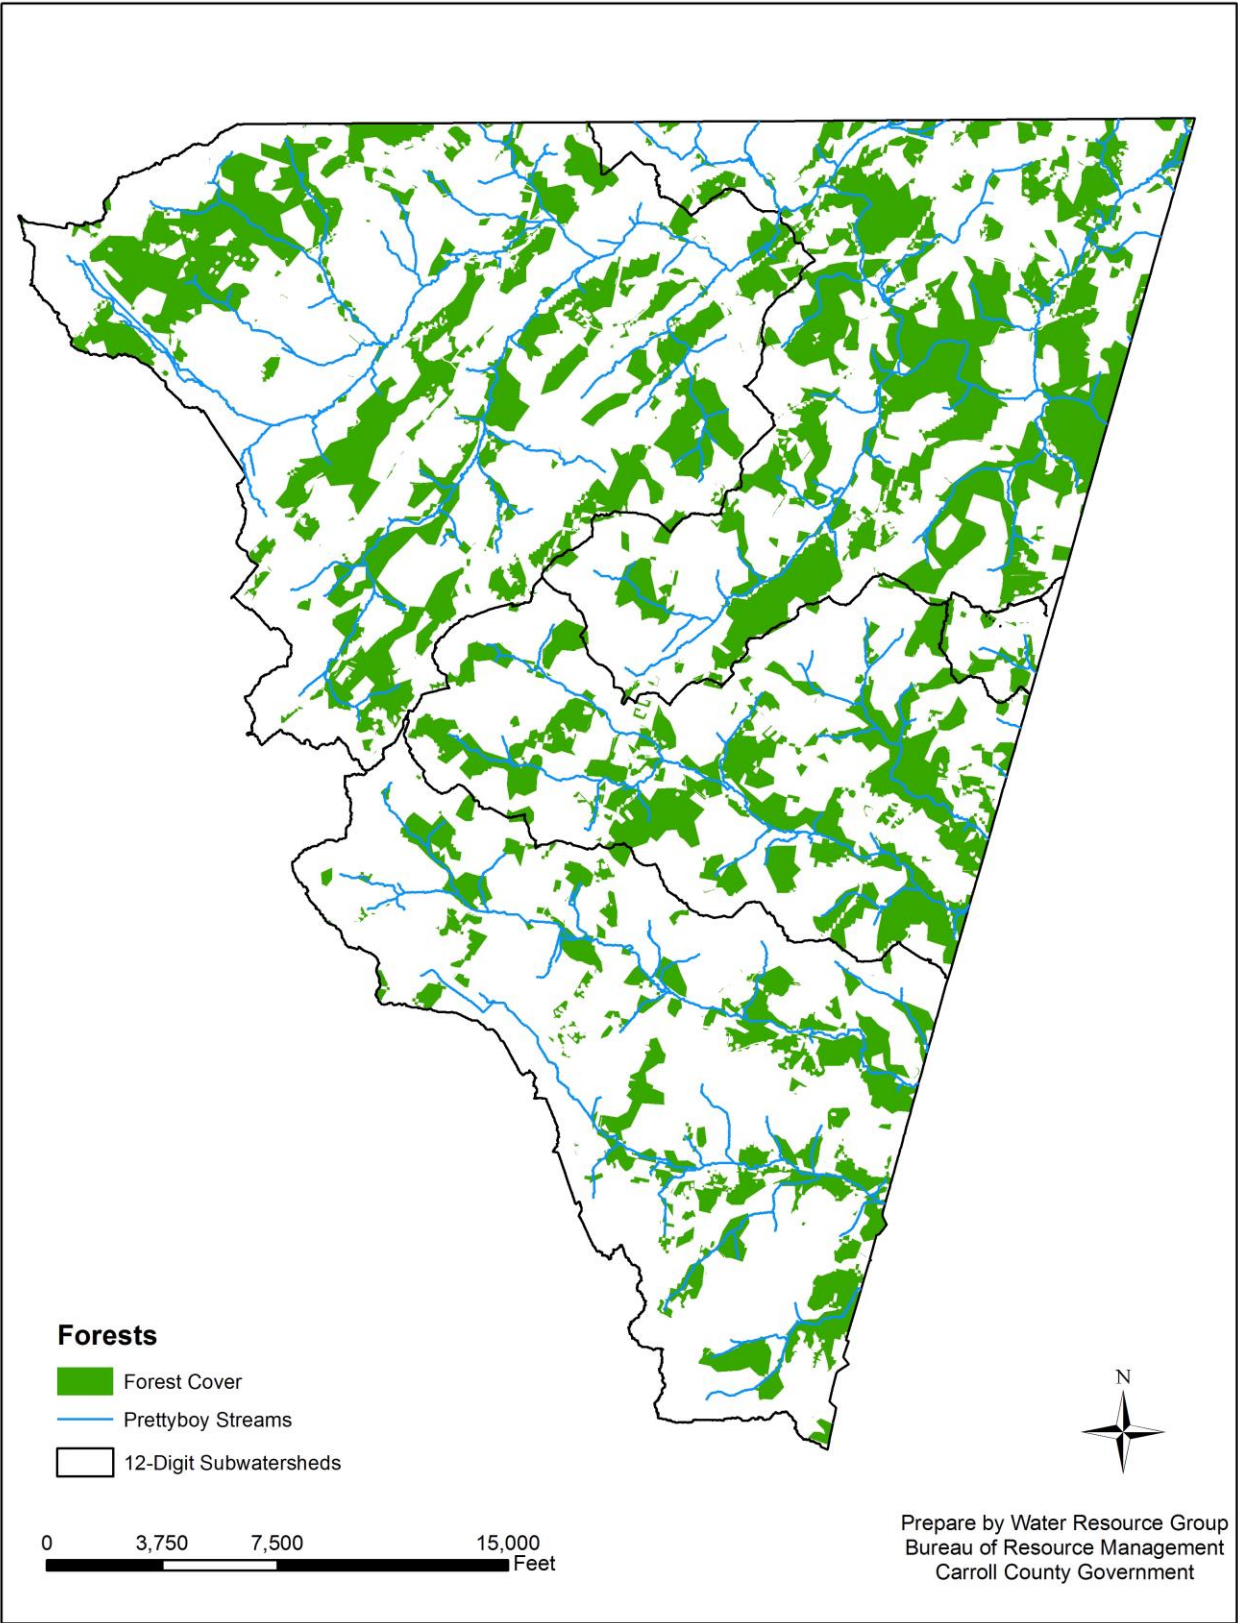 Forests
Forest Cover
Prettyboy Streams
12-Digit Subwatersheds
N
0 3,750 7,500 15,000
Feet
Prepare by Water Resource Group
Bureau of Resource Management
Carroll County Government